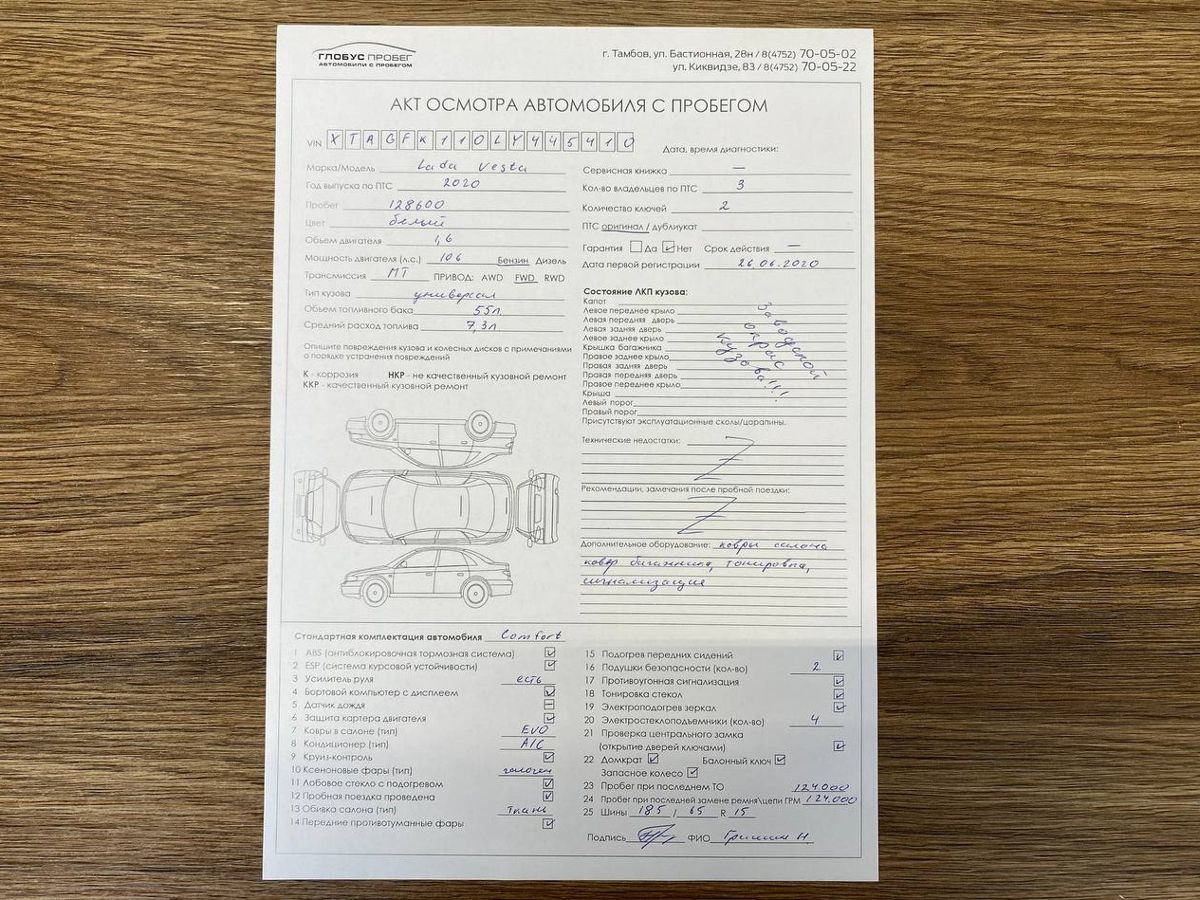 ГЛОБУС ПРОБЕГ
АВТОМОБИЛИ С ПРОБЕГОМ
г. Тамбов, ул. Бастионная, 28н / 8(4752) 70-05-02
ул. Киквидзе, 83 / 8(4752) 70-05-22
АКТ ОСМОТРА АВТОМОБИЛЯ С ПРОБЕГОМ
VIN XTAGFK110LY445410
Марка/Модель Lada Vesta
Год выпуска по ПТС 2020
Пробег 128600
Цвет белый
Объем двигателя 1,6
Мощность двигателя (л.с.) 106 Бензин Дизель
Трансмиссия МТ ПРИВОД: AWD FWD RWD
Тип кузова универсал
Объем топливного бака 55л.
Средний расход топлива 7,3л
Опишите повреждения кузова и колесных дисков с примечаниями
о порядке устранения повреждений
К - коррозия НКР - не качественный кузовной ремонт
ККР - качественный кузовной ремонт
Дата, время диагностики:
Сервисная книжка —
Кол-во владельцев по ПТС 3
Количество ключей 2
ПТС оригинал / дубликат
Гарантия Да Нет Срок действия —
Дата первой регистрации 26.06.2020
Состояние ЛКП кузова:
Капот
Левое переднее крыло
Левая передняя дверь
Левая задняя дверь
Левое заднее крыло
Крышка багажника
Правое заднее крыло
Правая задняя дверь
Правая передняя дверь
Правое переднее крыло
Крыша
Левый порог
Правый порог
Заводской
окрас
кузова!!!
Присутствуют эксплуатационные сколы/царапины.
Технические недостатки: Z
Рекомендации, замечания после пробной поездки:
Z
Дополнительное оборудование: ковры салона
ковер багажника, тонировка,
сигнализация
Стандартная комплектация автомобиля Comfort
1 ABS (антиблокировочная тормозная система)
2 ESP (система курсовой устойчивости)
3 Усилитель руля есть
4 Бортовой компьютер с дисплеем
5 Датчик дождя —
6 Защита картера двигателя
7 Ковры в салоне (тип) EVO
8 Кондиционер (тип) A/C
9 Круиз-контроль
10 Ксеноновые фары (тип) галоген
11 Лобовое стекло с подогревом
12 Пробная поездка проведена
13 Обивка салона (тип) ткань
14 Передние противотуманные фары
15 Подогрев передних сидений
16 Подушки безопасности (кол-во) 2
17 Противоугонная сигнализация
18 Тонировка стекол
19 Электроподогрев зеркал
20 Электростеклоподъемники (кол-во) 4
21 Проверка центрального замка
(открытие дверей ключами)
22 Домкрат Балонный ключ
Запасное колесо
23 Пробег при последнем ТО 124.000
24 Пробег при последней замене ремня\цепи ГРМ 124.000
25 Шины 185 / 65 R 15
Подпись ФИО Гришин Н.